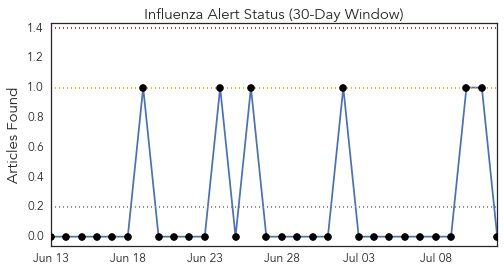 Influenza Alert Status (30-Day Window)
Articles Found
1.4
1.2
1.0
0.8
0.6
0.4
0.2
0.0
Jun 13 Jun 18 Jun 23 Jun 28 Jul 03 Jul 08